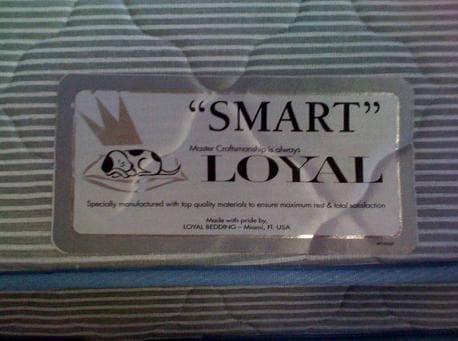 “SMART”
Master Craftsmanship is always
LOYAL
Specially manufactured with top quality materials to ensure maximum rest & total satisfaction
Made with pride by,
LOYAL BEDDING – Miami, Fl. USA